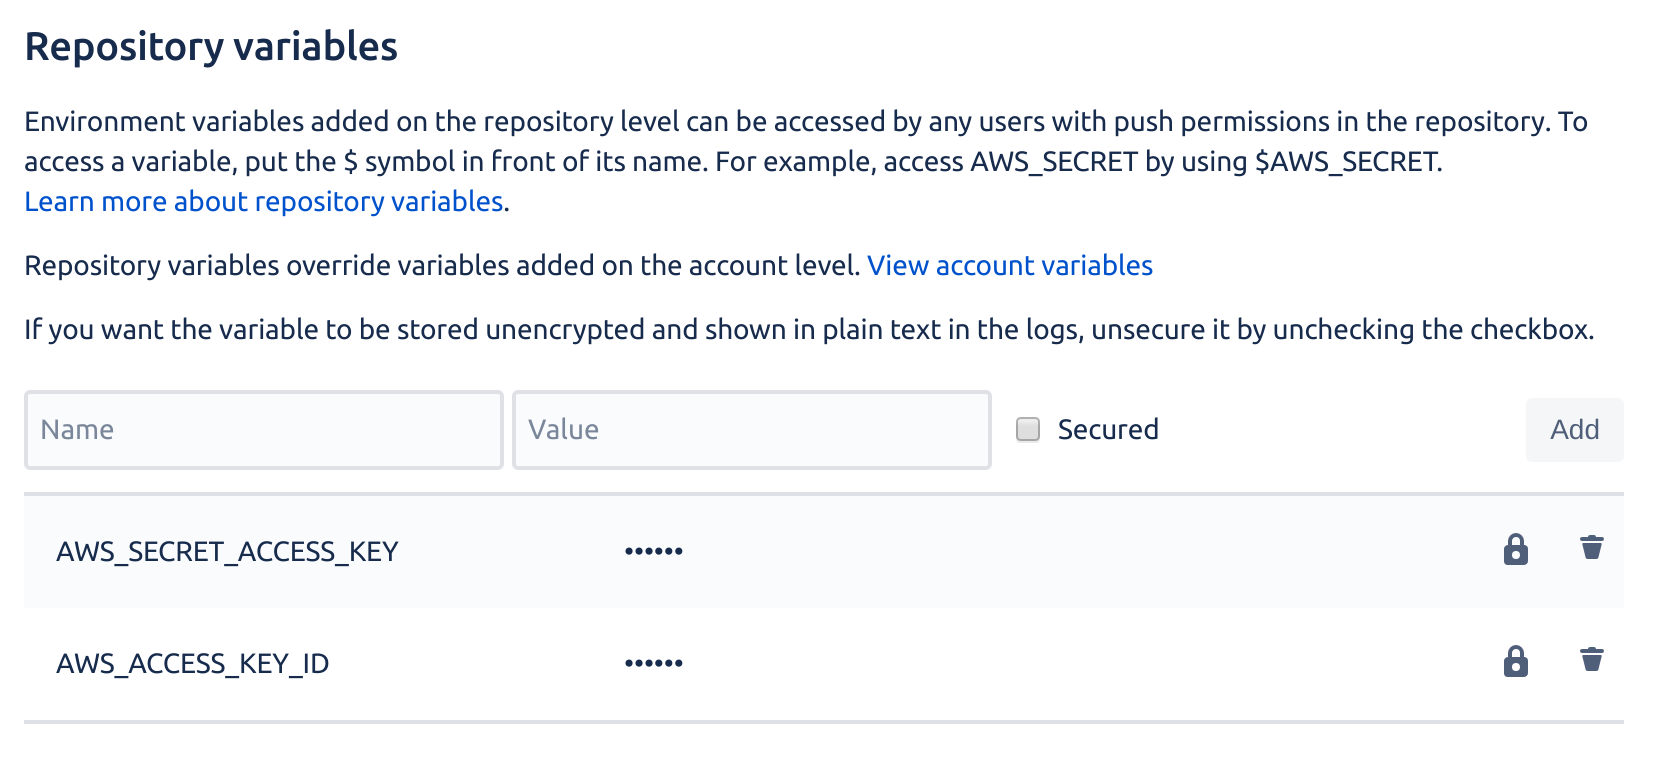 Repository variables
Environment variables added on the repository level can be accessed by any users with push permissions in the repository. To
access a variable, put the $ symbol in front of its name. For example, access AWS_SECRET by using $AWS_SECRET.
Learn more about repository variables.
Repository variables override variables added on the account level. View account variables
If you want the variable to be stored unencrypted and shown in plain text in the logs, unsecure it by unchecking the checkbox.
Name Value Secured Add
AWS_SECRET_ACCESS_KEY ••••••
AWS_ACCESS_KEY_ID ••••••